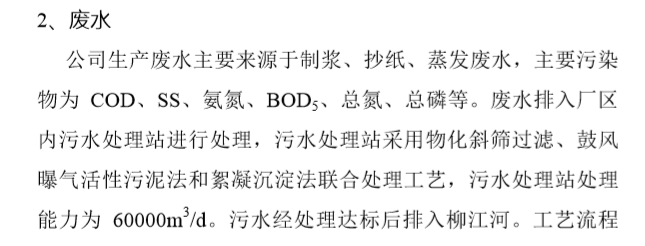 2、废水
公司生产废水主要来源于制浆、抄纸、蒸发废水，主要污染
物为 COD、SS、氨氮、BOD₅、总氮、总磷等。废水排入厂区
内污水处理站进行处理，污水处理站采用物化斜筛过滤、鼓风
曝气活性污泥法和絮凝沉淀法联合处理工艺，污水处理站处理
能力为 60000m³/d。污水经处理达标后排入柳江河。工艺流程